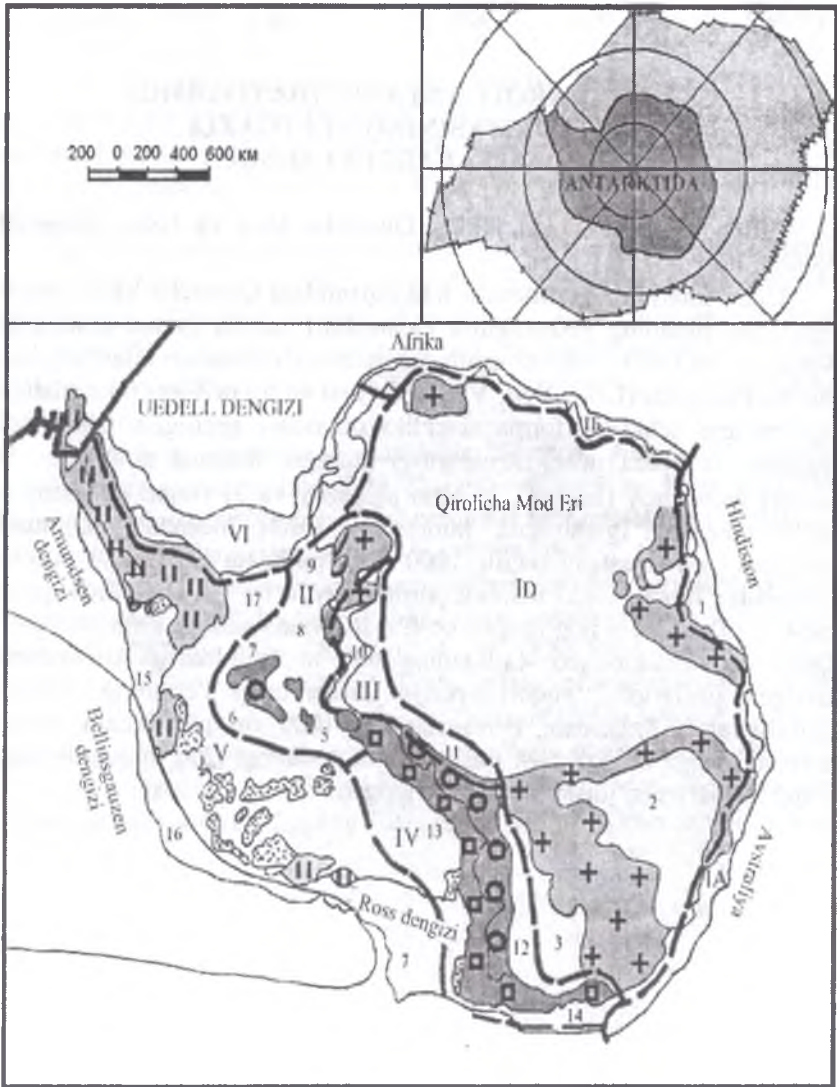 200 0 200 400 600 км
ANTARKTIDA
Afrika
UEDELL DENGIZI
IB
Qirolicha Mod Eri
Hindiston
Amundsen
dengizi
VI
9
II
17
ID
1
8
7
10
III
15
6
5
11
2
V
Bellinsgauzen
dengizi
IV
13
16
IA
Avstraliya
Ross dengizi
12
3
7
14